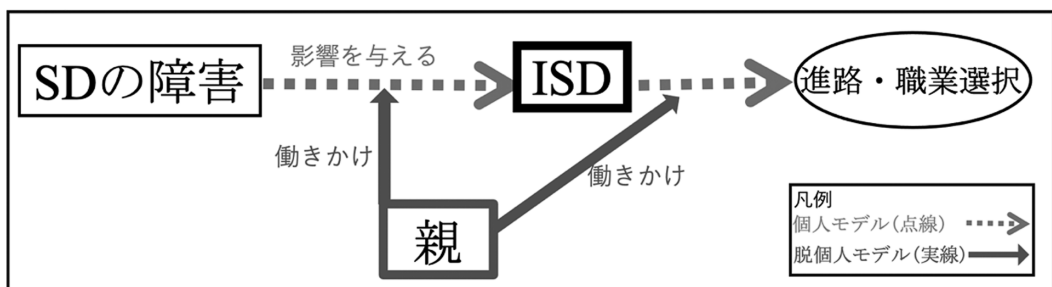 影響を与える
SDの障害
ISD
進路・職業選択
働きかけ
働きかけ
親
凡例
個人モデル(点線)
脱個人モデル(実線)